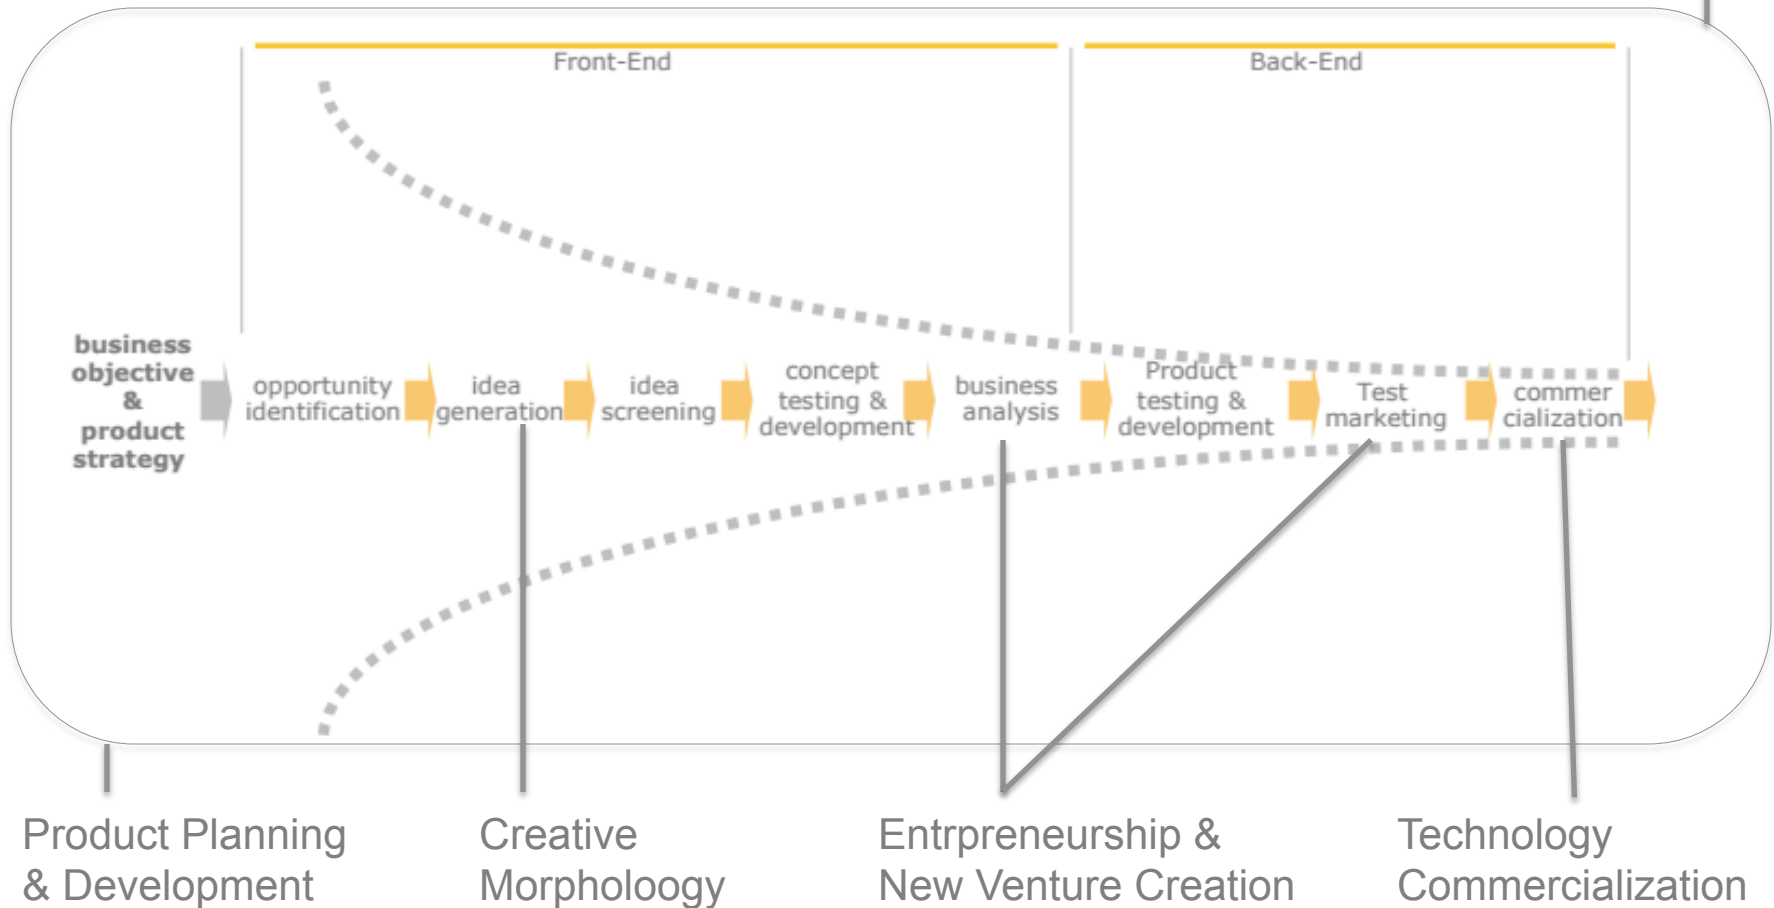 Front-End
Back-End
business
objective
&
product
strategy
opportunity
identification
idea
generation
idea
screening
concept
testing &
development
business
analysis
Product
testing &
development
Test
marketing
commer
cialization
Product Planning
& Development
Creative
Morpholoogy
Entrpreneurship &
New Venture Creation
Technology
Commercialization